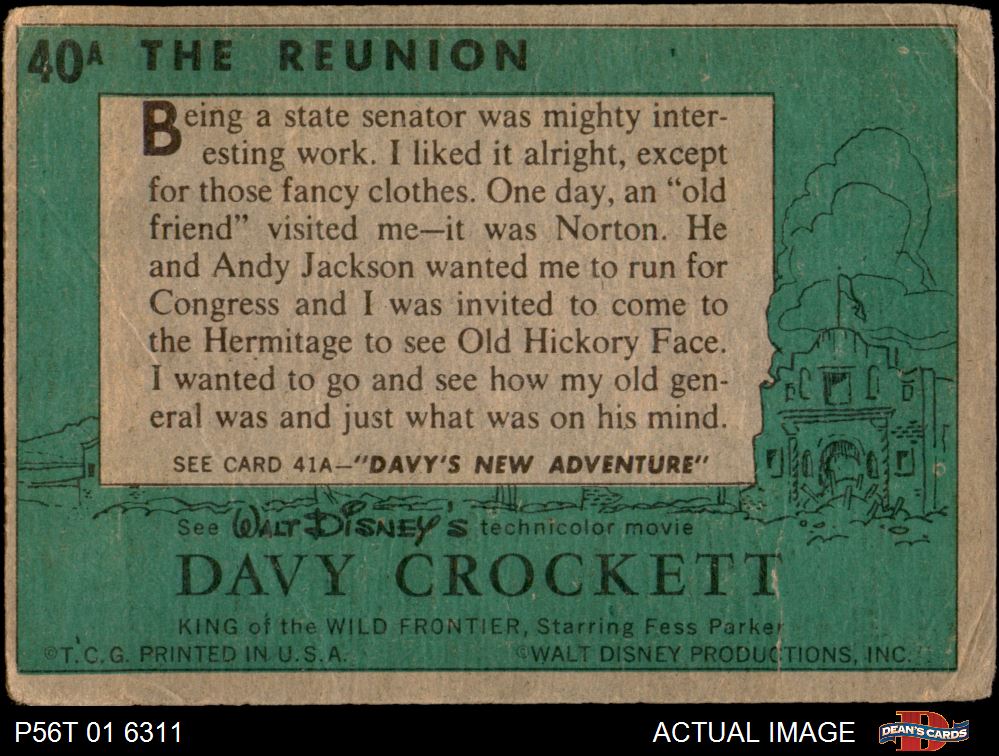 40A THE REUNION
Being a state senator was mighty inter-
esting work. I liked it alright, except
for those fancy clothes. One day, an “old
friend” visited me—it was Norton. He
and Andy Jackson wanted me to run for
Congress and I was invited to come to
the Hermitage to see Old Hickory Face.
I wanted to go and see how my old gen-
eral was and just what was on his mind.
SEE CARD 41A—"DAVY'S NEW ADVENTURE"
See WALT DISNEY'S technicolor movie
DAVY CROCKETT
KING of the WILD FRONTIER, Starring Fess Parker
©T.C.G. PRINTED IN U.S.A. ©WALT DISNEY PRODUCTIONS, INC.
P56T 01 6311 ACTUAL IMAGE D DEAN'S CARDS